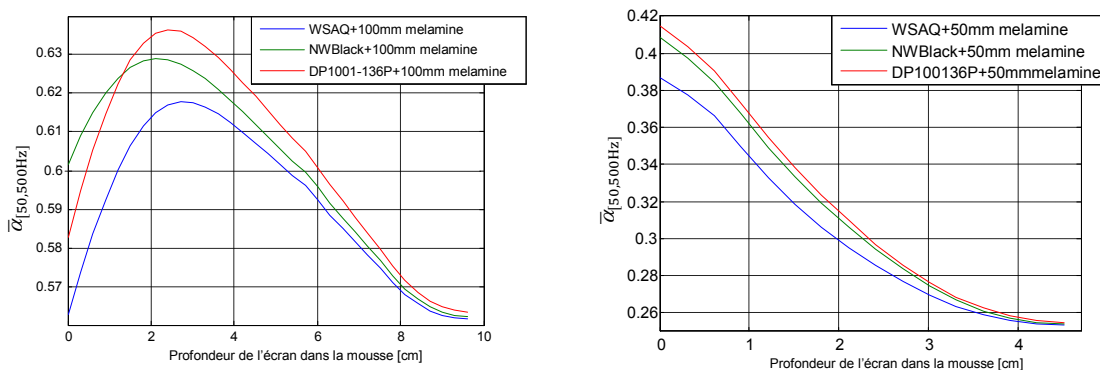 WSAQ+100mm melamine
NWBlack+100mm melamine
DP1001-136P+100mm melamine
0.63
0.62
0.61
0.6
0.59
0.58
0.57
0 2 4 6 8 10
α̅[50,500Hz]
Profondeur de l'écran dans la mousse [cm]
WSAQ+50mm melamine
NWBlack+50mm melamine
DP100136P+50mmmelamine
0.42
0.4
0.38
0.36
0.34
0.32
0.3
0.28
0.26
0.25
0 1 2 3 4
α̅[50,500Hz]
Profondeur de l'écran dans la mousse [cm]